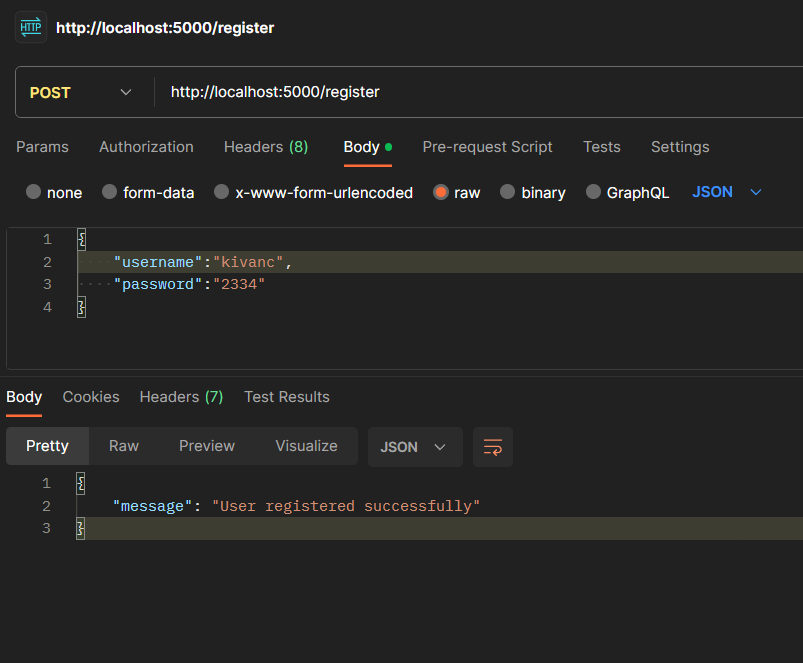 HTTP http://localhost:5000/register
POST http://localhost:5000/register
Params Authorization Headers (8) Body Pre-request Script Tests Settings
none form-data x-www-form-urlencoded raw binary GraphQL JSON
1 {
2 "username":"kivanc",
3 "password":"2334"
4 }
Body Cookies Headers (7) Test Results
Pretty Raw Preview Visualize JSON
1 {
2 "message": "User registered successfully"
3 }